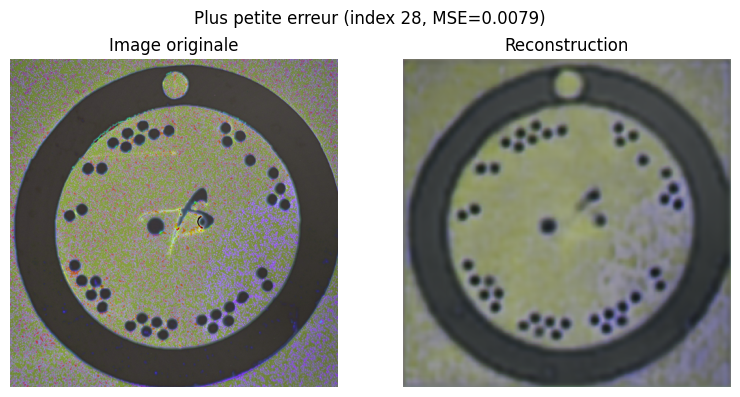 Plus petite erreur (index 28, MSE=0.0079)
Image originale
Reconstruction